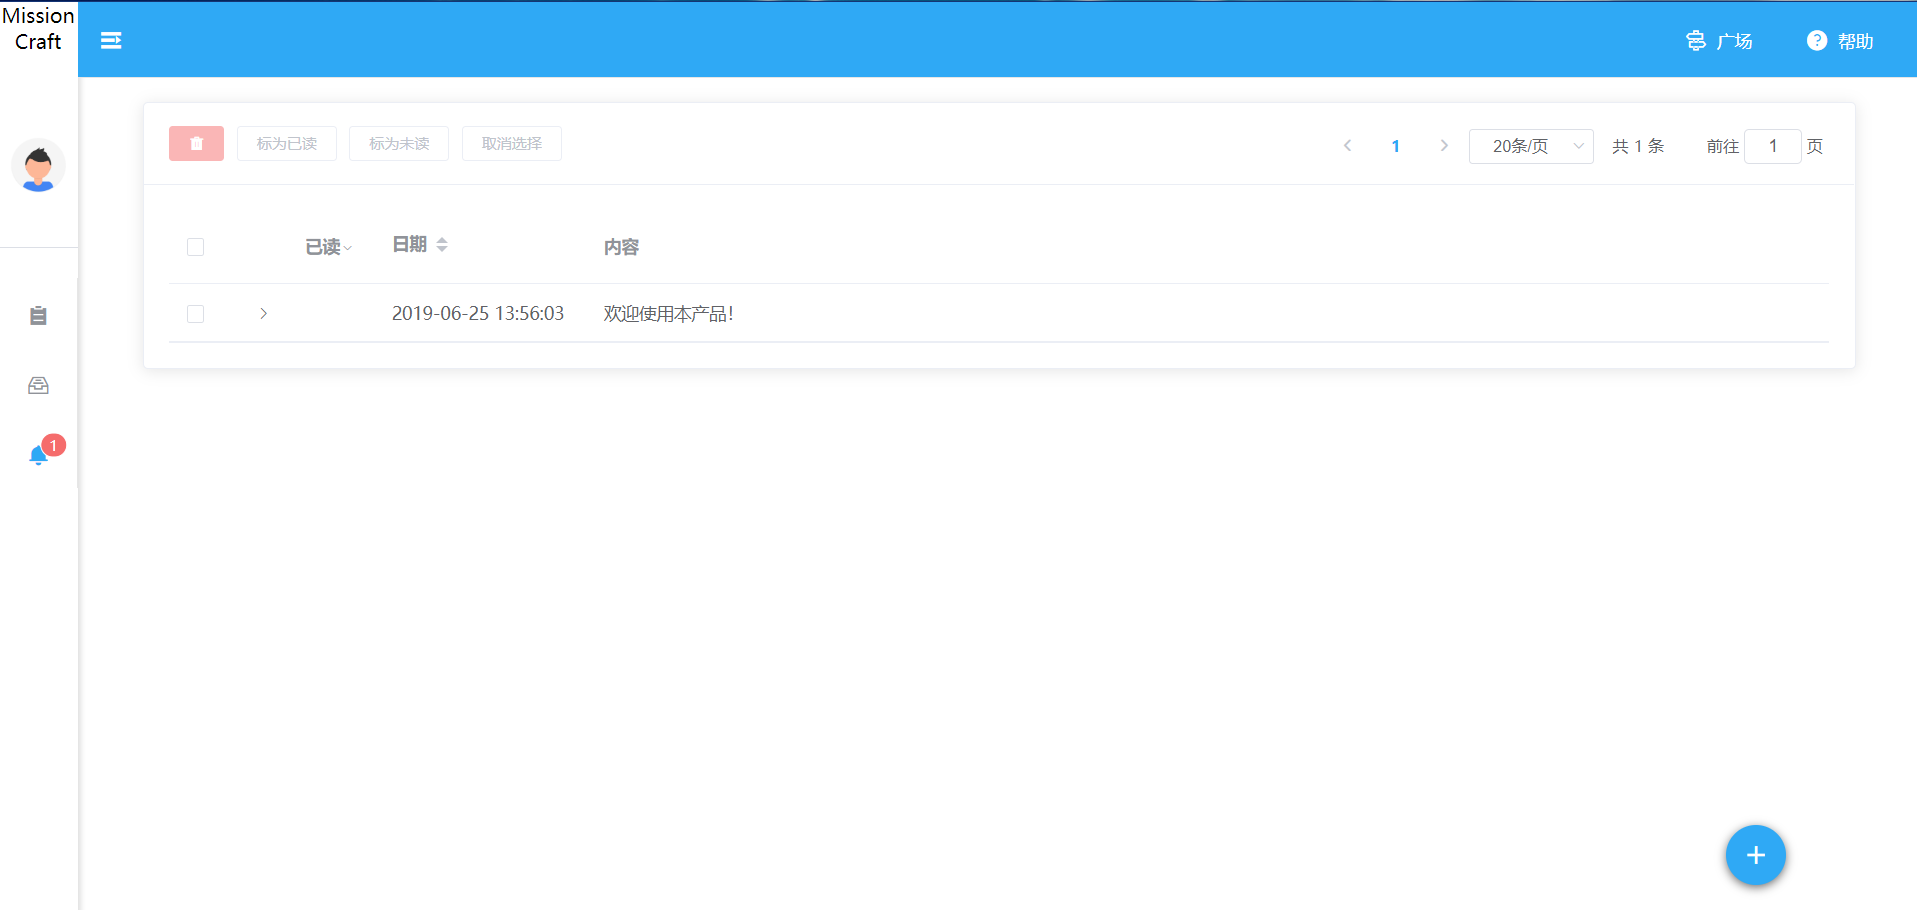 Mission
Craft
广场
帮助
标为已读
标为未读
取消选择
1
20条/页
共 1 条
前往
1
页
已读
日期
内容
2019-06-25 13:56:03
欢迎使用本产品！
1